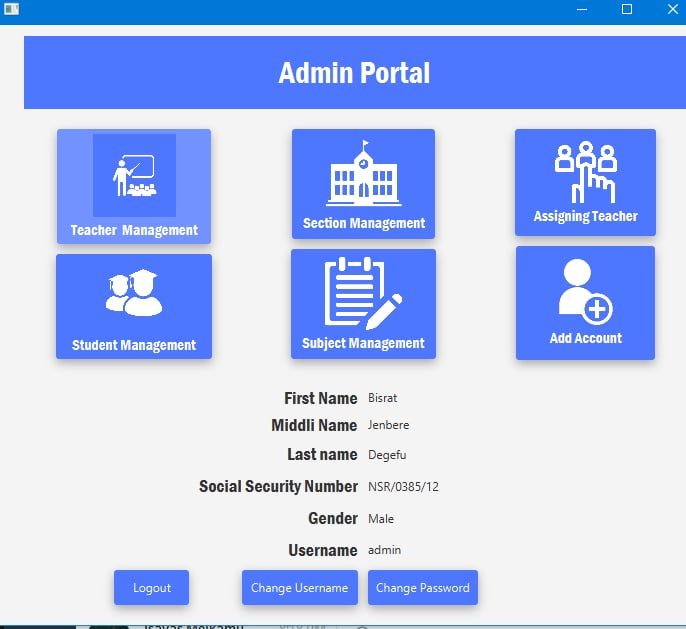 Admin Portal
Teacher Management
Section Management
Assigning Teacher
Student Management
Subject Management
Add Account
First Name Bisrat
Middli Name Jenbere
Last name Degefu
Social Security Number NSR/0385/12
Gender Male
Username admin
Logout
Change Username
Change Password